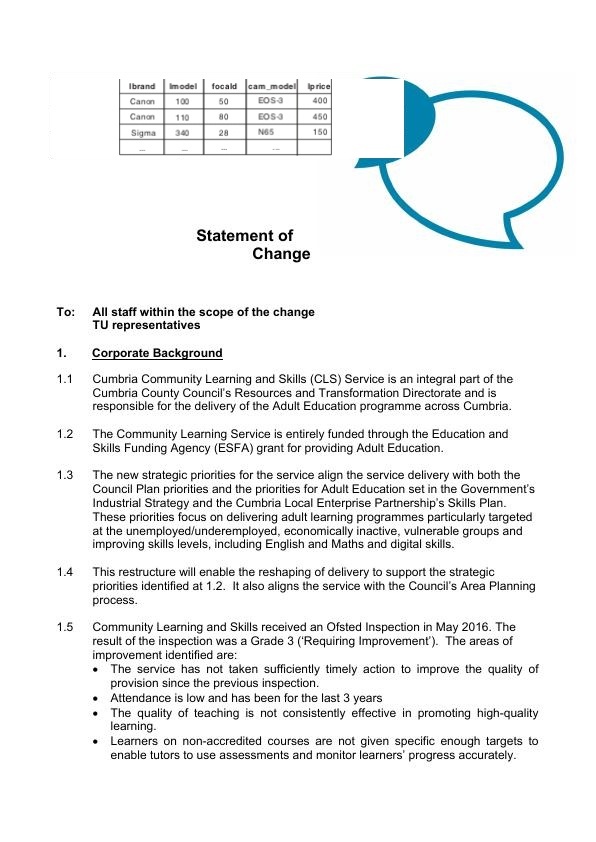 lbrand lmodel focald cam_model lprice
Canon 100 50 EOS-3 400
Canon 110 80 EOS-3 450
Sigma 340 28 N65 150
... ... ... ...
Statement of
Change
To: All staff within the scope of the change
TU representatives
1. Corporate Background
1.1 Cumbria Community Learning and Skills (CLS) Service is an integral part of the
Cumbria County Council’s Resources and Transformation Directorate and is
responsible for the delivery of the Adult Education programme across Cumbria.
1.2 The Community Learning Service is entirely funded through the Education and
Skills Funding Agency (ESFA) grant for providing Adult Education.
1.3 The new strategic priorities for the service align the service delivery with both the
Council Plan priorities and the priorities for Adult Education set in the Government’s
Industrial Strategy and the Cumbria Local Enterprise Partnership’s Skills Plan.
These priorities focus on delivering adult learning programmes particularly targeted
at the unemployed/underemployed, economically inactive, vulnerable groups and
improving skills levels, including English and Maths and digital skills.
1.4 This restructure will enable the reshaping of delivery to support the strategic
priorities identified at 1.2. It also aligns the service with the Council’s Area Planning
process.
1.5 Community Learning and Skills received an Ofsted Inspection in May 2016. The
result of the inspection was a Grade 3 (‘Requiring Improvement’). The areas of
improvement identified are:
• The service has not taken sufficiently timely action to improve the quality of
provision since the previous inspection.
• Attendance is low and has been for the last 3 years
• The quality of teaching is not consistently effective in promoting high-quality
learning.
• Learners on non-accredited courses are not given specific enough targets to
enable tutors to use assessments and monitor learners’ progress accurately.